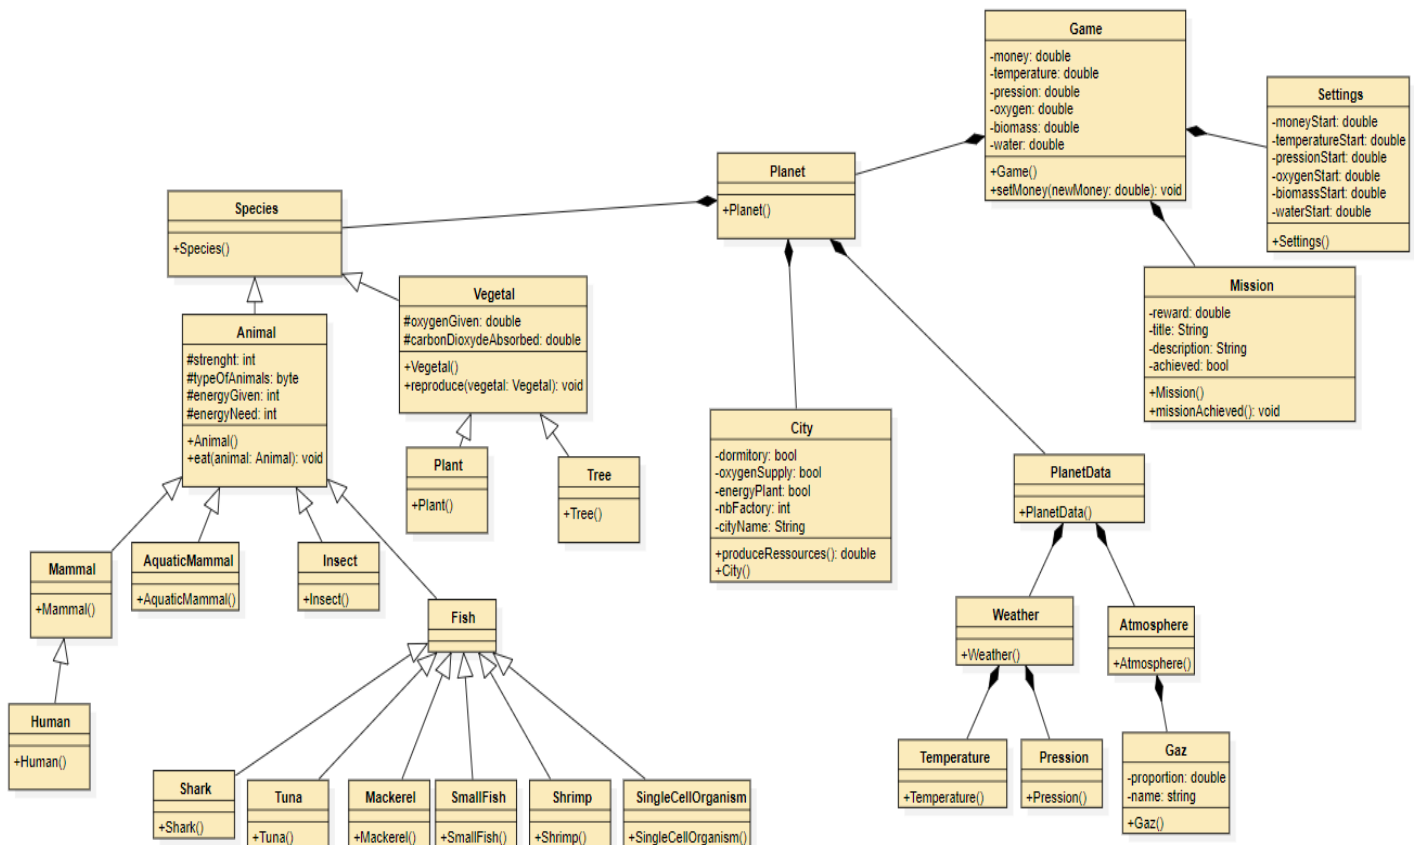 Game
-money: double
-temperature: double
-pression: double
-oxygen: double
-biomass: double
-water: double
+Game()
+setMoney(newMoney: double): void
Settings
-moneyStart: double
-temperatureStart: double
-pressionStart: double
-oxygenStart: double
-biomassStart: double
-waterStart: double
+Settings()
Planet
+Planet()
Species
+Species()
Vegetal
#oxygenGiven: double
#carbonDioxydeAbsorbed: double
+Vegetal()
+reproduce(vegetal: Vegetal): void
Mission
-reward: double
-title: String
-description: String
-achieved: bool
+Mission()
+missionAchieved(): void
Animal
#strenght: int
#typeOfAnimals: byte
#energyGiven: int
#energyNeed: int
+Animal()
+eat(animal: Animal): void
City
-dormitory: bool
-oxygenSupply: bool
-energyPlant: bool
-nbFactory: int
-cityName: String
+produceRessources(): double
+City()
Plant
+Plant()
Tree
+Tree()
PlanetData
+PlanetData()
Mammal
+Mammal()
AquaticMammal
+AquaticMammal()
Insect
+Insect()
Fish
Weather
+Weather()
Atmosphere
+Atmosphere()
Human
+Human()
Temperature
+Temperature()
Pression
+Pression()
Gaz
-proportion: double
-name: string
+Gaz()
Shark
+Shark()
Tuna
+Tuna()
Mackerel
+Mackerel()
SmallFish
+SmallFish()
Shrimp
+Shrimp()
SingleCellOrganism
+SingleCellOrganism()